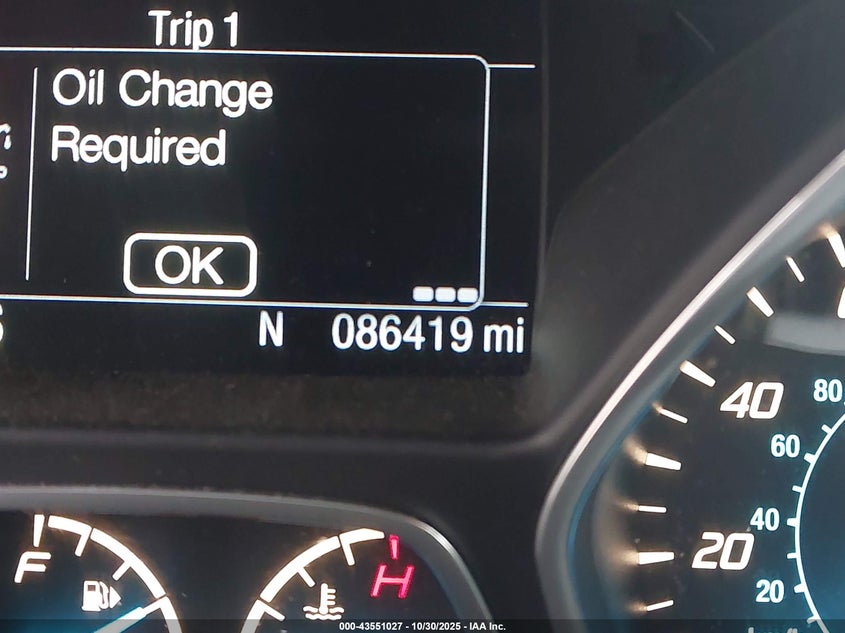 Trip 1
Oil Change
Required
OK
N 086419 mi
40
80
60
40
20
20
F
H
000-43551027 - 10/30/2025 - IAA Inc.